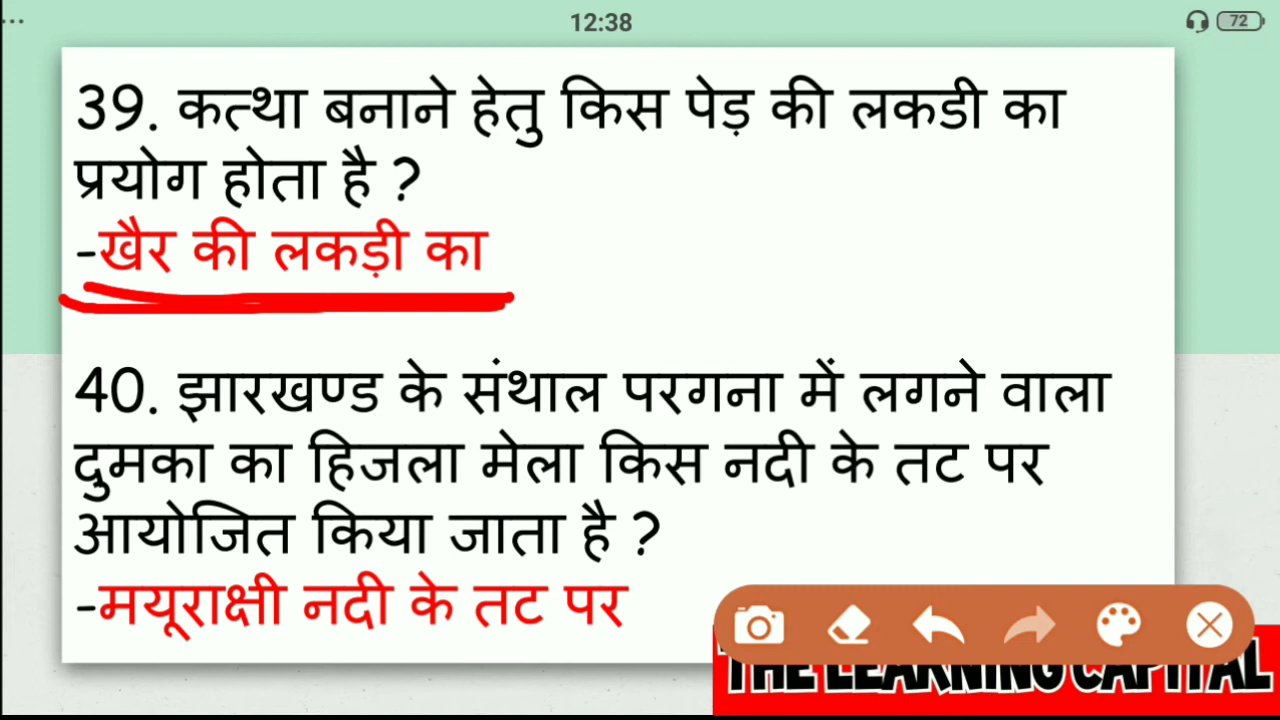 12:38
72
39. कत्था बनाने हेतु किस पेड़ की लकडी का
प्रयोग होता है ?
-खैर की लकड़ी का
40. झारखण्ड के संथाल परगना में लगने वाला
दुमका का हिजला मेला किस नदी के तट पर
आयोजित किया जाता है ?
-मयूराक्षी नदी के तट पर
THE LEARNING CAPITAL